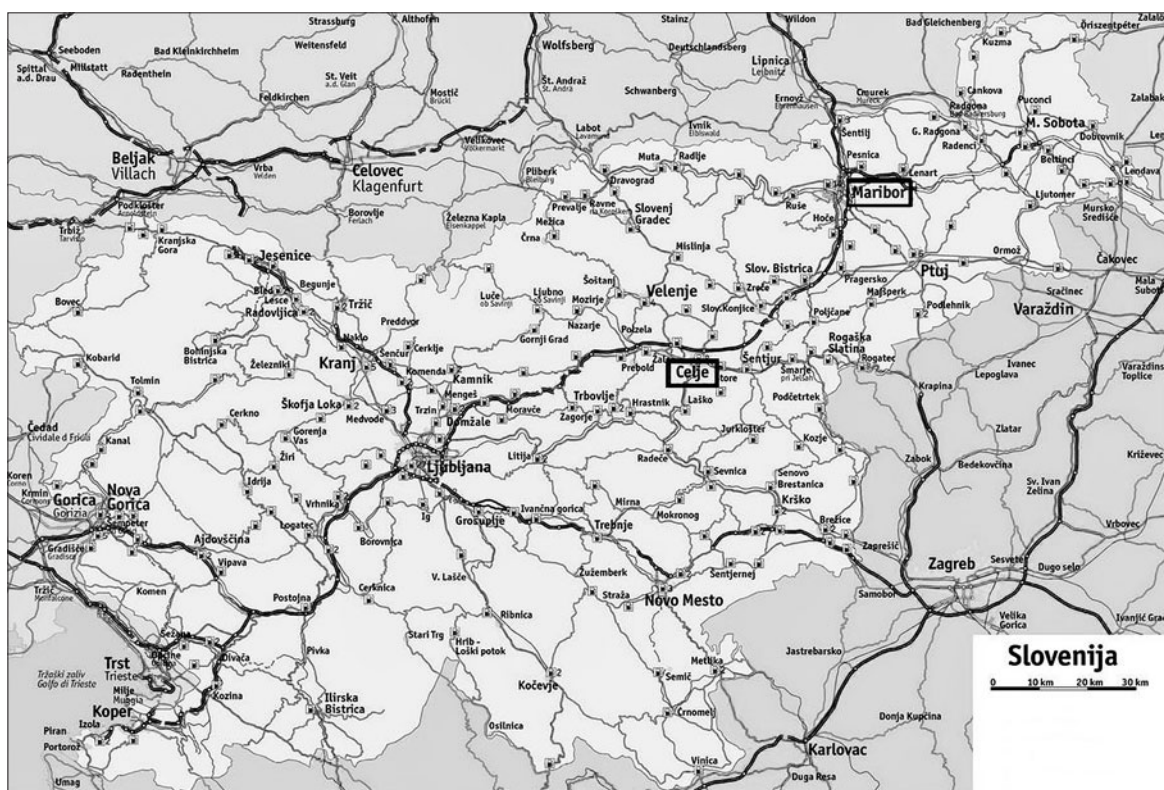 Strassburg
Althofen
Stainz
Wildon
Bad Gleichenberg
Őriszentpéter
Kuzma
Seeboden
Bad Kleinkirchheim
Weitensfeld
Wolfsberg
Deutschlandsberg
Spittal
a.d. Drau
Millstatt
Radenthein
St. Veit
a.d. Glan
Mostič
Brückl
Št. Andraž
St. Andrä
Lipnica
Leibnitz
Feldkirchen
Schwanberg
Ernovž
Ehrenhausen
Cmurek
Mureck
Cankova
Radgona
Bad Radkersburg
Puconci
M. Sobota
Labot
Lavamünd
Ivnik
Eibiswald
Šentilj
G. Radgona
Radenci
Dobrovnik
Beltinci
Lendava
Beljak
Villach
Vrba
Velden
Celovec
Klagenfurt
Velikovec
Völkermarkt
Pliberk
Bleiburg
Muta
Radlje
Pesnica
Lenart
Dravograd
Maribor
Ljutomer
Mursko
Središče
Podklošter
Arnoldstein
Borovlje
Ferlach
Železna Kapla
Eisenkappel
Prevalje
Ravne
na Koroškem
Slovenj
Gradec
Ruše
Hoče
Trbiž
Tarvisio
Kranjska
Gora
Mežica
Črna
Mislinja
Ormož
Čakovec
Jesenice
Slov. Bistrica
Pragersko
Ptuj
Begunje
Bled
Lesce
Radovljica
Tržič
Luče
ob Savinji
Ljubno
ob Savinji
Šoštanj
Mozirje
Velenje
Zreče
Slov.Konjice
Majšperk
Podlehnik
Sračinec
Varaždin
Mala
Bovec
Preddvor
Nazarje
Polzela
Poljčane
Bohinjska
Bistrica
Naklo
Šenčur
Cerklje
Gornji Grad
Prebold
Celje
Šentjur
Rogaška
Slatina
Rogatec
Ivanec
Lepoglava
Varaždinske
Toplice
Kobarid
Železniki
Kranj
Komenda
Kamnik
Šmarje
pri Jelšah
Krapina
Tolmin
Škofja Loka
Medvode
Mengeš
Trzin
Domžale
Moravče
Trbovlje
Zagorje
Hrastnik
Laško
Podčetrtek
Cerkno
Gorenja
Vas
Jurklošter
Kozje
Zlatar
Čedad
Cividale d Friuli
Kanal
Žiri
Ljubljana
Litija
Radeče
Sevnica
Senovo
Brestanica
Zabok
Bedekovčina
Križevec
Koren
Krmin
Cormons
Gorica
Gorizia
Nova
Gorica
Šempeter
Idrija
Vrhnika
Ig
Grosuplje
Ivančna gorica
Mirna
Mokronog
Krško
Brežice
Sv. Ivan
Zelina
Gradišče
Ajdovščina
Logatec
Borovnica
Trebnje
Zaprešić
Vrbovec
Vipava
V. Lašče
Žužemberk
Šentjernej
Zagreb
Sesvete
Dugo selo
Tržič
Monfalcone
Komen
Postojna
Cerknica
Straža
Novo Mesto
Samobor
Ribnica
Velika
Gorica
Ivanjić Grad
Sežana
Opčine
Divača
Pivka
Stari Trg
Hrib -
Loški potok
Metlika
Jastrebarsko
Slovenija
Tržaški zaliv
Golfo di Trieste
Trst
Trieste
Milje
Muggia
Kozina
Kočevje
Semič
0
10 km
20 km
30 km
Koper
Izola
Ilirska
Bistrica
Črnomelj
Piran
Portorož
Osilnica
Donja Kupčina
Karlovac
Umag
Vinica
Duga Resa